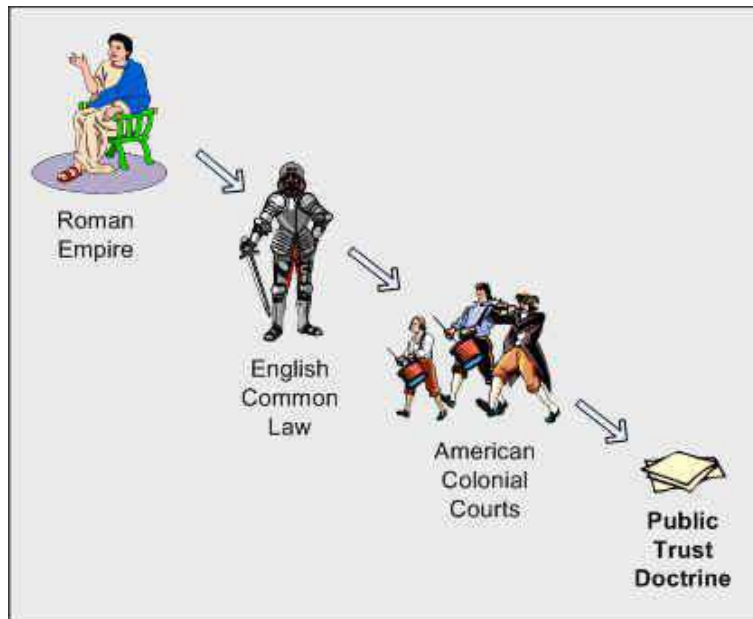 Roman
Empire
English
Common
Law
American
Colonial
Courts
Public
Trust
Doctrine